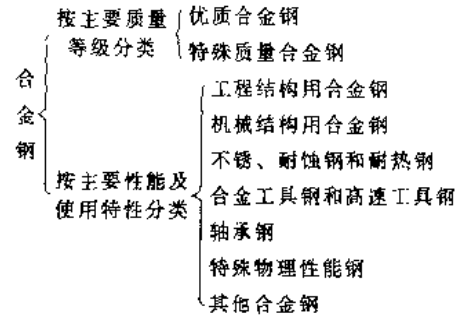 合金钢
按主要质量
等级分类
优质合金钢
特殊质量合金钢
按主要性能及
使用特性分类
工程结构用合金钢
机械结构用合金钢
不锈、耐蚀钢和耐热钢
合金工具钢和高速工具钢
轴承钢
特殊物理性能钢
其他合金钢